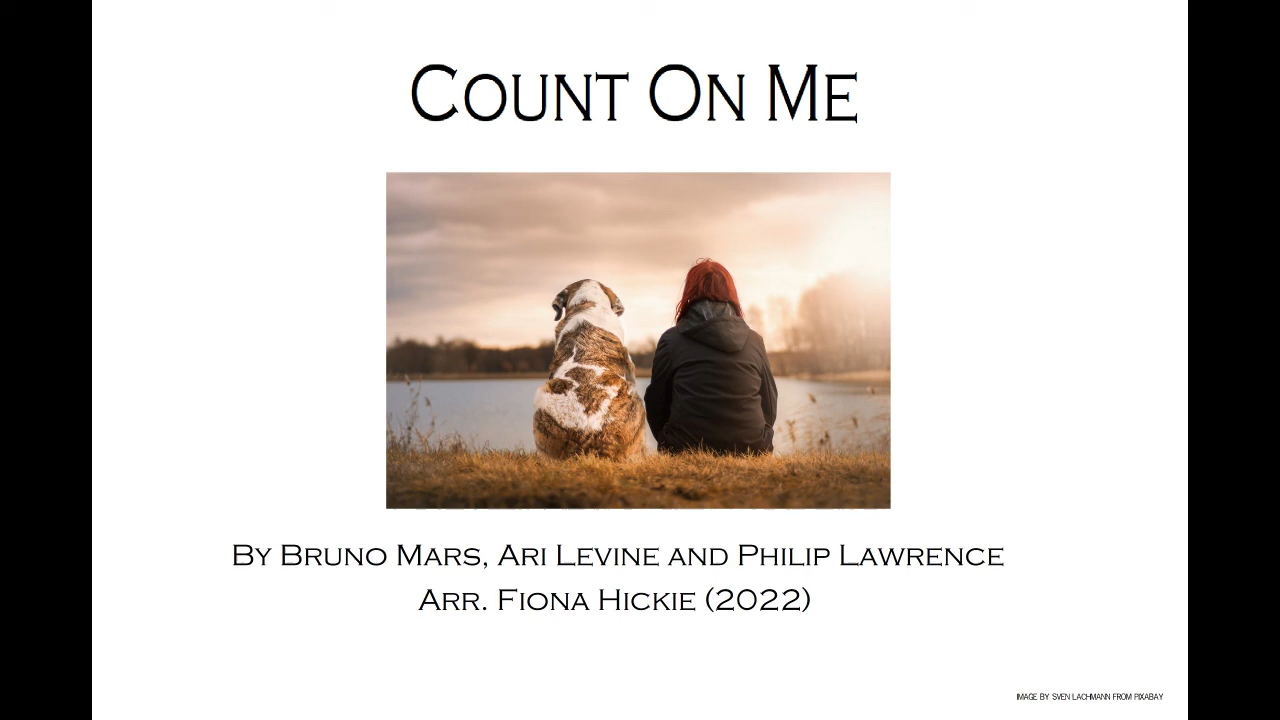 Count On Me
By Bruno Mars, Ari Levine and Philip Lawrence
Arr. Fiona Hickie (2022)
IMAGE BY SVEN LACHMANN FROM PIXABAY